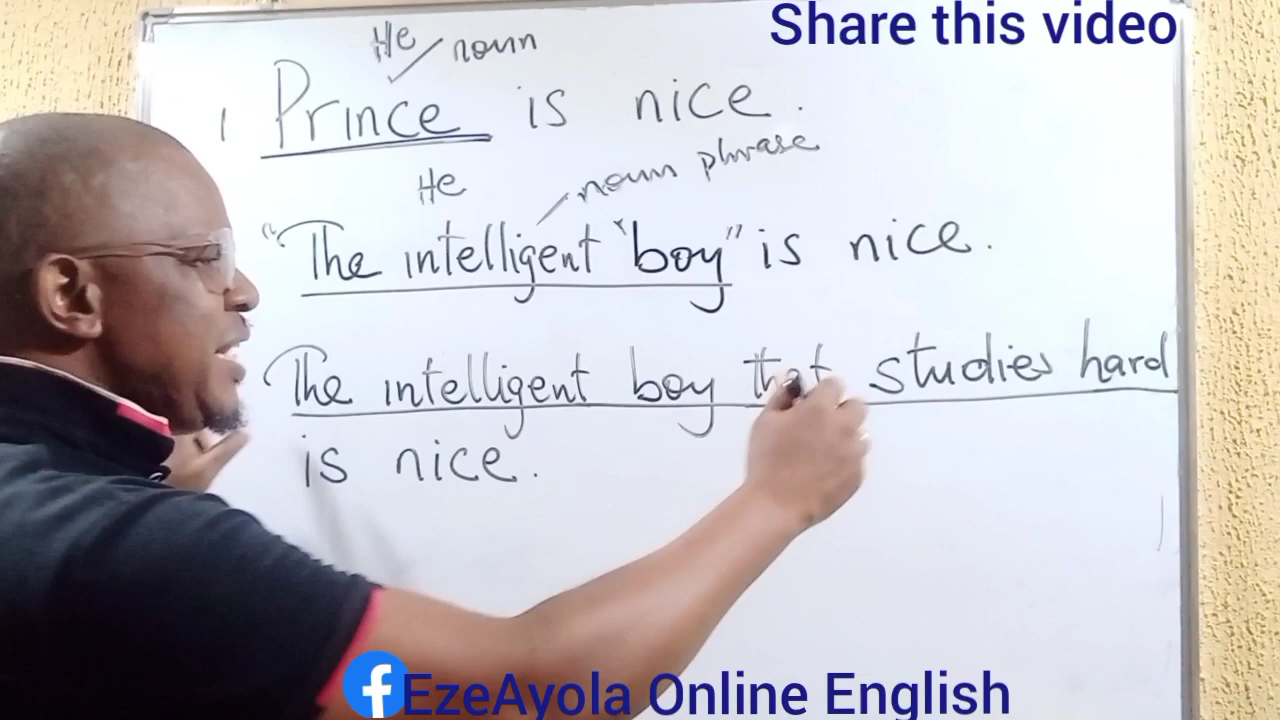 Share this video
He noun
1 Prince is nice.
He noun phrase
"The intelligent "boy" is nice.
The intelligent boy that studies hard
is nice.
EzeAyola Online English